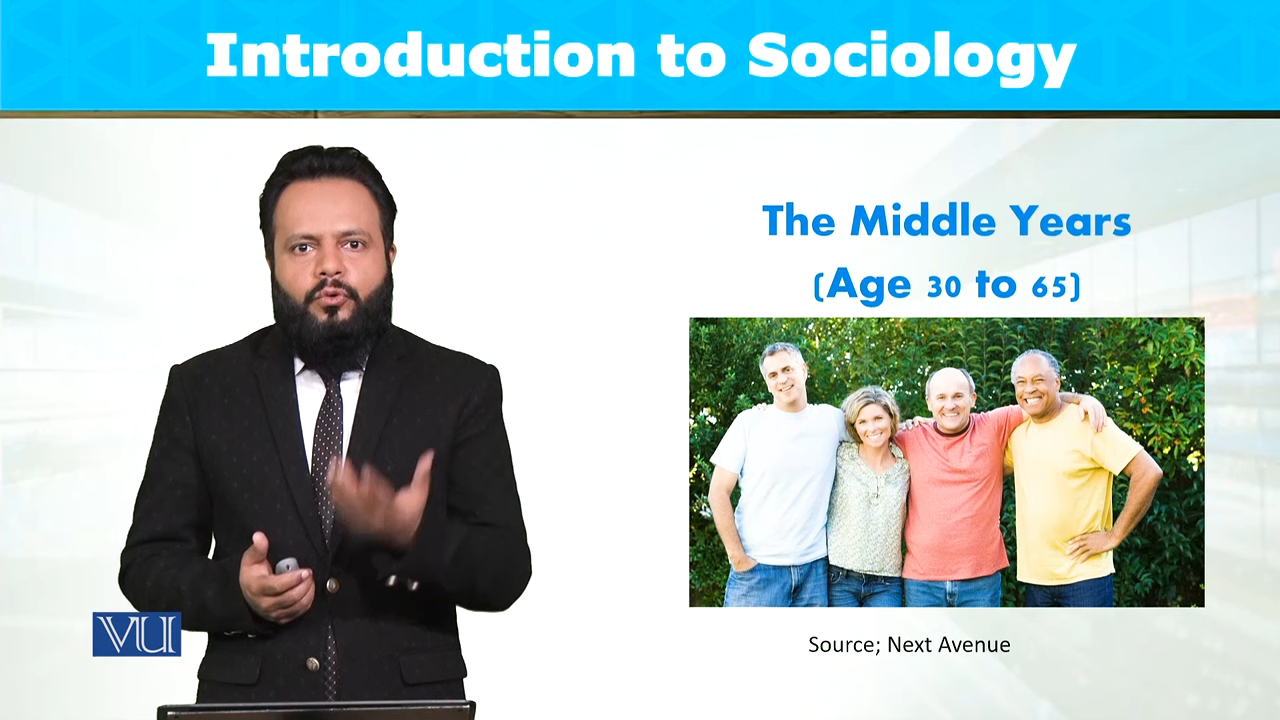 Introduction to Sociology
The Middle Years
(Age 30 to 65)
VU
Source; Next Avenue